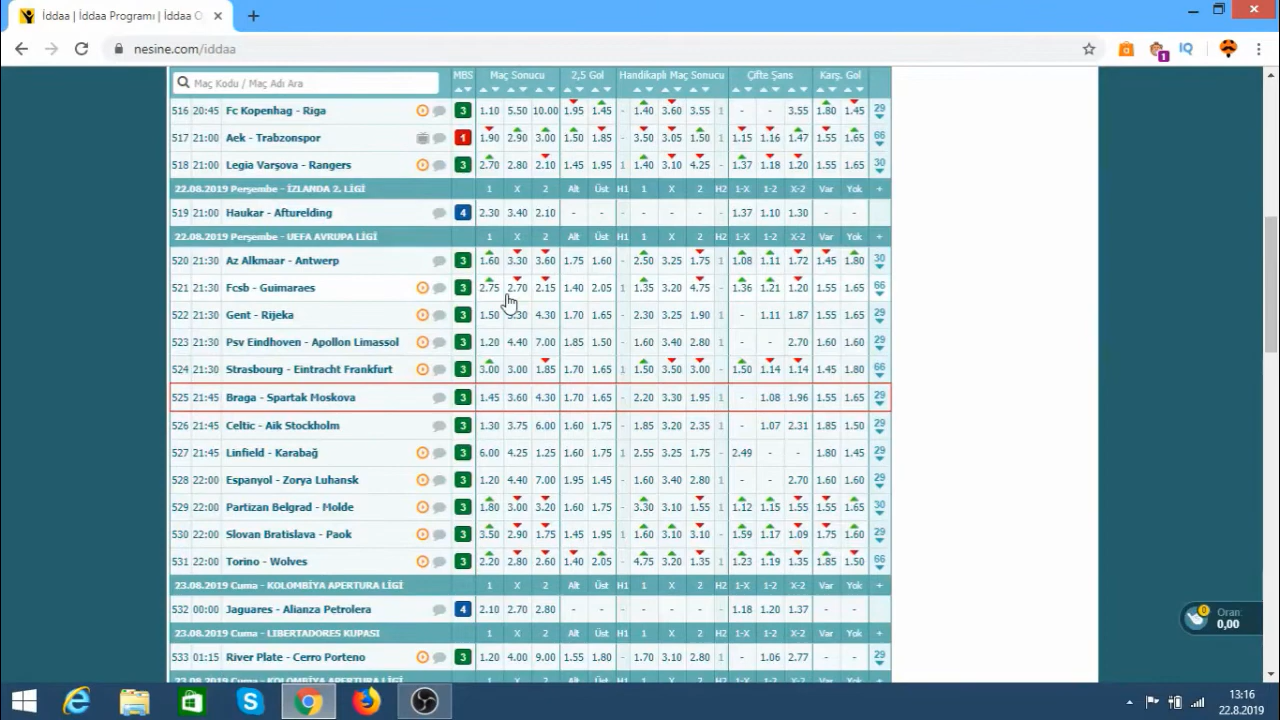 İddaa | İddaa Programı | İddaa O
nesine.com/iddaa
1
Maç Kodu / Maç Adı Ara MBS Maç Sonucu 2,5 Gol Handikaplı Maç Sonucu Çifte Şans Karş. Gol
516 20:45 Fc Kopenhag - Riga 3 1.10 5.50 10.00 1.95 1.45 - 1.40 3.60 3.55 1 - - 3.55 1.80 1.45 29
517 21:00 Aek - Trabzonspor 1 1.90 2.90 3.00 1.50 1.85 - 3.50 3.05 1.50 1 1.15 1.16 1.47 1.55 1.65 66
518 21:00 Legia Varşova - Rangers 3 2.70 2.80 2.10 1.45 1.95 1 1.40 3.10 4.25 - 1.37 1.18 1.20 1.55 1.65 30
22.08.2019 Perşembe - İZLANDA 2. LİGİ 1 X 2 Alt Üst H1 1 X 2 H2 1-X 1-2 X-2 Var Yok +
519 21:00 Haukar - Afturelding 4 2.30 3.40 2.10 - - - - - 1.37 1.10 1.30 - -
22.08.2019 Perşembe - UEFA AVRUPA LİGİ 1 X 2 Alt Üst H1 1 X 2 H2 1-X 1-2 X-2 Var Yok +
520 21:30 Az Alkmaar - Antwerp 3 1.60 3.30 3.60 1.75 1.60 - 2.50 3.25 1.75 1 1.08 1.11 1.72 1.45 1.80 30
521 21:30 Fcsb - Guimaraes 3 2.75 2.70 2.15 1.40 2.05 1 1.35 3.20 4.75 - 1.36 1.21 1.20 1.55 1.65 66
522 21:30 Gent - Rijeka 3 1.50 3.30 4.30 1.70 1.65 - 2.30 3.25 1.90 1 - 1.11 1.87 1.55 1.65 29
523 21:30 Psv Eindhoven - Apollon Limassol 3 1.20 4.40 7.00 1.85 1.50 - 1.60 3.40 2.80 1 - - 2.70 1.60 1.60 29
524 21:30 Strasbourg - Eintracht Frankfurt 3 3.00 3.00 1.85 1.70 1.65 1 1.50 3.50 3.00 - 1.50 1.14 1.14 1.45 1.80 66
525 21:45 Braga - Spartak Moskova 3 1.45 3.60 4.30 1.70 1.65 - 2.20 3.30 1.95 1 - 1.08 1.96 1.55 1.65 29
526 21:45 Celtic - Aik Stockholm 3 1.30 3.75 6.00 1.60 1.75 - 1.85 3.20 2.35 1 - 1.07 2.31 1.85 1.50 29
527 21:45 Linfield - Karabağ 3 6.00 4.25 1.25 1.65 1.70 1 2.55 3.25 1.75 - 2.49 - - 1.80 1.45 29
528 22:00 Espanyol - Zorya Luhansk 3 1.20 4.40 7.00 1.95 1.45 - 1.60 3.40 2.80 1 - - 2.70 1.60 1.60 29
529 22:00 Partizan Belgrad - Molde 3 1.80 3.00 3.20 1.60 1.75 - 3.30 3.10 1.55 1 1.12 1.15 1.55 1.55 1.65 30
530 22:00 Slovan Bratislava - Paok 3 3.50 2.90 1.75 1.45 1.95 1 1.60 3.10 3.10 - 1.59 1.17 1.09 1.75 1.50 29
531 22:00 Torino - Wolves 3 2.20 2.80 2.60 1.40 2.05 - 4.75 3.20 1.35 1 1.23 1.19 1.35 1.85 1.50 66
23.08.2019 Cuma - KOLOMBİYA APERTURA LİGİ 1 X 2 Alt Üst H1 1 X 2 H2 1-X 1-2 X-2 Var Yok +
532 00:00 Jaguares - Alianza Petrolera 4 2.10 2.70 2.80 - - - - - 1.18 1.20 1.37 - -
23.08.2019 Cuma - LIBERTADORES KUPASI 1 X 2 Alt Üst H1 1 X 2 H2 1-X 1-2 X-2 Var Yok +
533 01:15 River Plate - Cerro Porteno 3 1.20 4.00 9.00 1.55 1.80 - 1.70 3.10 2.80 1 - 1.06 2.77 - - 29
23.08.2019 Cuma - KOLOMBİYA APERTURA LİGİ
0 Oran:
0,00
13:16
22.8.2019